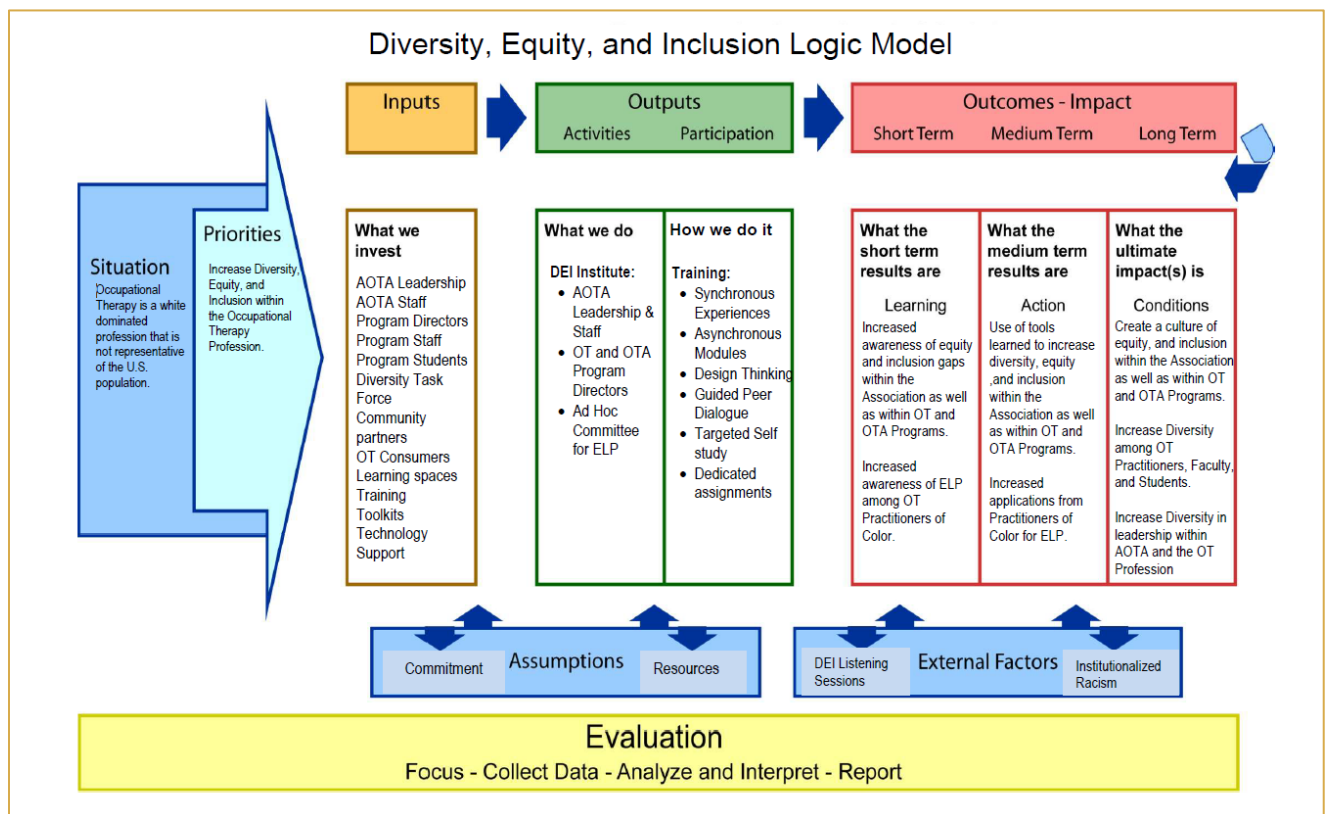 Diversity, Equity, and Inclusion Logic Model
Inputs
Outputs
Activities
Participation
Outcomes - Impact
Short Term
Medium Term
Long Term
Situation
Occupational
Therapy is a white
dominated
profession that is
not representative
of the U.S.
population.
Priorities
Increase Diversity,
Equity, and
Inclusion within
the Occupational
Therapy
Profession.
What we
invest
AOTA Leadership
AOTA Staff
Program Directors
Program Staff
Program Students
Diversity Task
Force
Community
partners
OT Consumers
Learning spaces
Training
Toolkits
Technology
Support
What we do
DEI Institute:
• AOTA
Leadership &
Staff
• OT and OTA
Program
Directors
• Ad Hoc
Committee
for ELP
How we do it
Training:
• Synchronous
Experiences
• Asynchronous
Modules
• Design Thinking
• Guided Peer
Dialogue
• Targeted Self
study
• Dedicated
assignments
What the
short term
results are
Learning
Increased
awareness of equity
and inclusion gaps
within the
Association as well
as within OT and
OTA Programs.
Increased
awareness of ELP
among OT
Practitioners of
Color.
What the
medium term
results are
Action
Use of tools
learned to increase
diversity, equity
,and inclusion
within the
Association as well
as within OT and
OTA Programs.
Increased
applications from
Practitioners of
Color for ELP.
What the
ultimate
impact(s) is
Conditions
Create a culture of
equity, and inclusion
within the Association
as well as within OT
and OTA Programs.
Increase Diversity
among OT
Practitioners, Faculty,
and Students.
Increase Diversity in
leadership within
AOTA and the OT
Profession
Commitment
Assumptions
Resources
DEI Listening
Sessions
External Factors
Institutionalized
Racism
Evaluation
Focus - Collect Data - Analyze and Interpret - Report